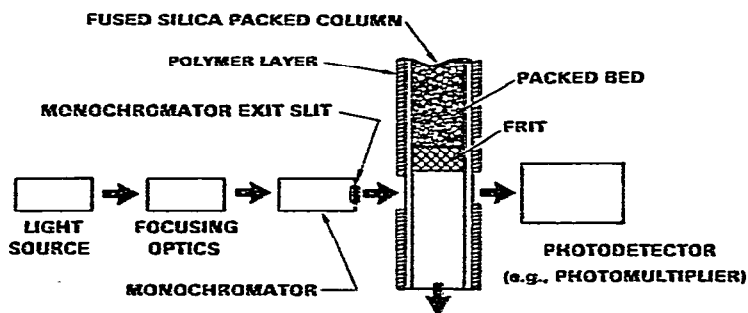 FUSED SILICA PACKED COLUMN
POLYMER LAYER
PACKED BED
MONOCHROMATOR EXIT SLIT
FRIT
LIGHT
SOURCE
FOCUSING
OPTICS
PHOTODETECTOR
(e.g., PHOTOMULTIPLIER)
MONOCHROMATOR